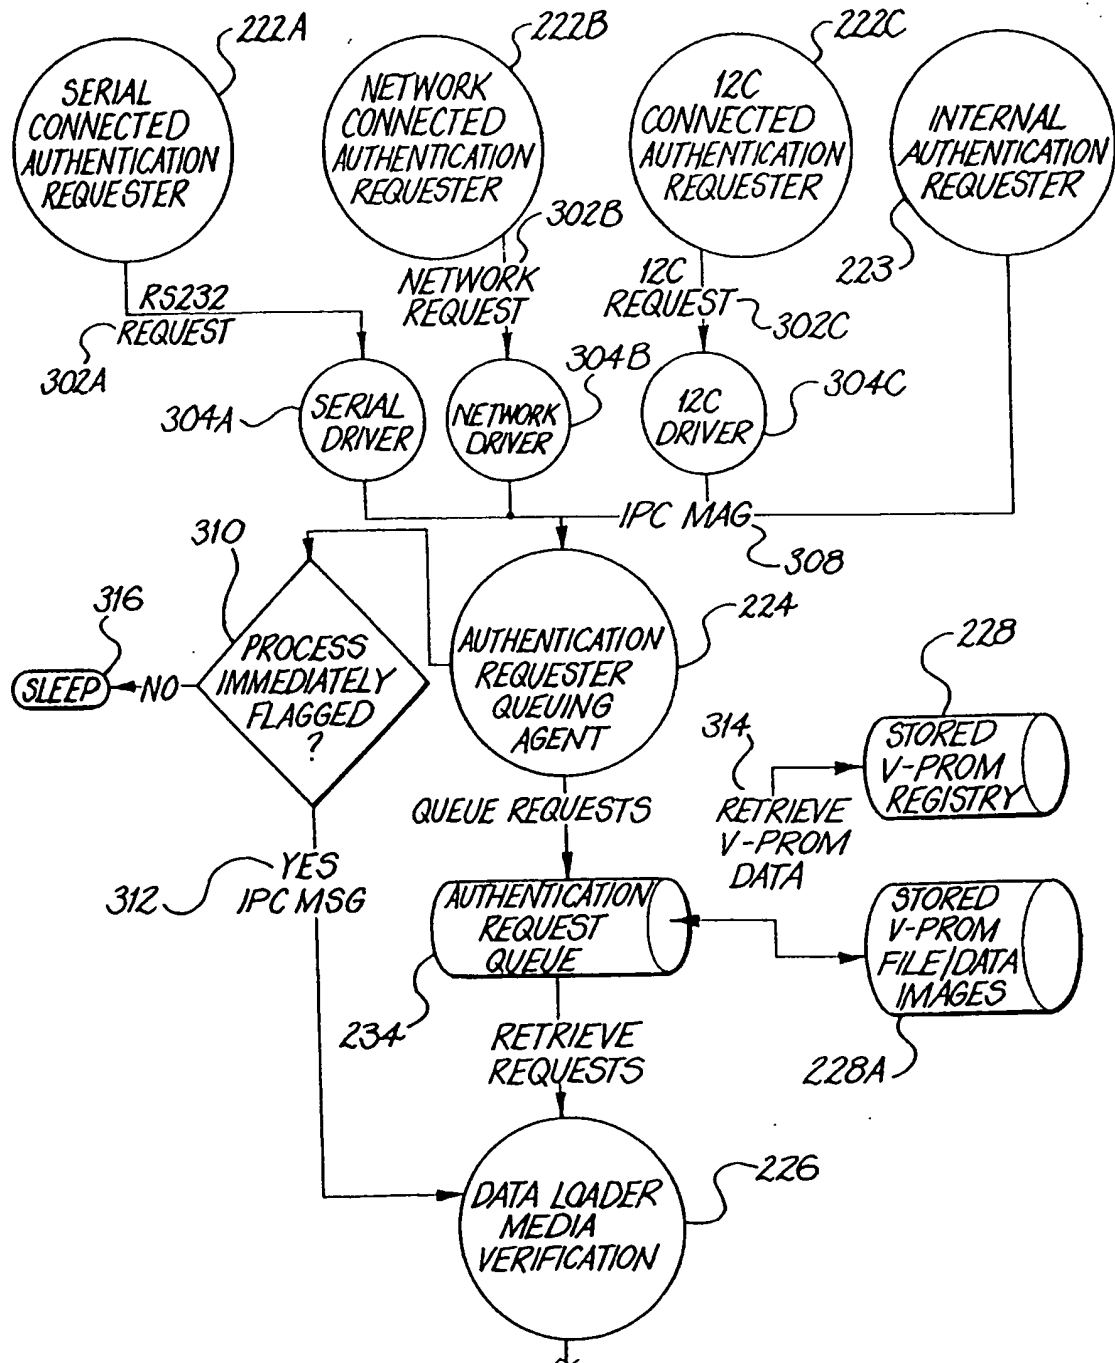 222A
222B
222C
SERIAL
CONNECTED
AUTHENTICATION
REQUESTER
NETWORK
CONNECTED
AUTHENTICATION
REQUESTER
12C
CONNECTED
AUTHENTICATION
REQUESTER
INTERNAL
AUTHENTICATION
REQUESTER
223
RS232
REQUEST
302A
302B
NETWORK
REQUEST
12C
REQUEST
302C
304A
SERIAL
DRIVER
304B
NETWORK
DRIVER
304C
12C
DRIVER
IPC MAG
308
310
316
SLEEP
NO
PROCESS
IMMEDIATELY
FLAGGED
?
AUTHENTICATION
REQUESTER
QUEUING
AGENT
224
228
STORED
V-PROM
REGISTRY
314
RETRIEVE
V-PROM
DATA
QUEUE REQUESTS
312
YES
IPC MSG
AUTHENTICATION
REQUEST
QUEUE
234
STORED
V-PROM
FILE/DATA
IMAGES
228A
RETRIEVE
REQUESTS
DATA LOADER
MEDIA
VERIFICATION
226